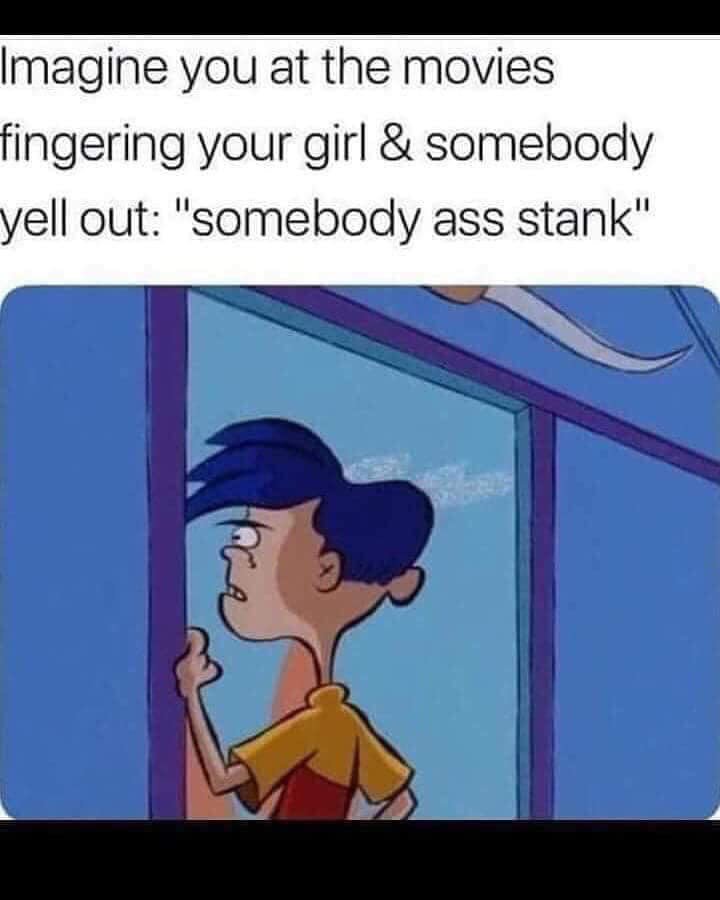 Imagine you at the movies
fingering your girl & somebody
yell out: "somebody ass stank"